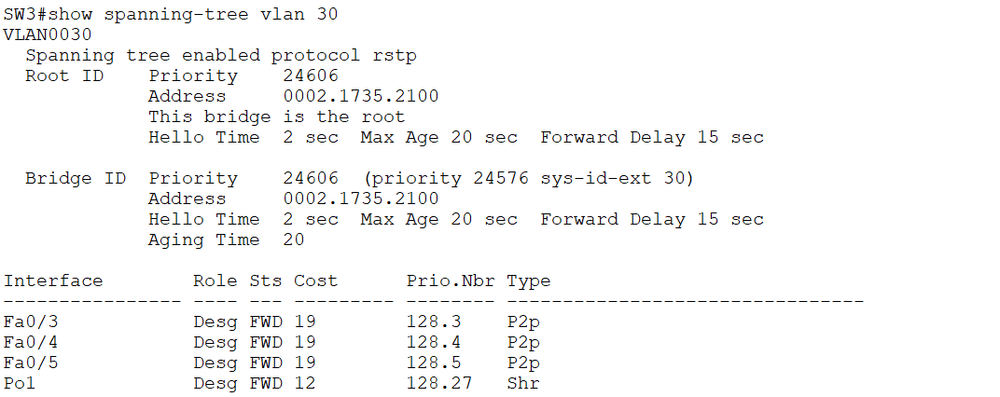 SW3#show spanning-tree vlan 30
VLAN0030
  Spanning tree enabled protocol rstp
  Root ID    Priority    24606
             Address     0002.1735.2100
             This bridge is the root
             Hello Time  2 sec  Max Age 20 sec  Forward Delay 15 sec

  Bridge ID  Priority    24606  (priority 24576 sys-id-ext 30)
             Address     0002.1735.2100
             Hello Time  2 sec  Max Age 20 sec  Forward Delay 15 sec
             Aging Time  20

Interface        Role Sts Cost      Prio.Nbr Type
---------------- ---- --- --------- -------- --------------------------------
Fa0/3            Desg FWD 19        128.3    P2p
Fa0/4            Desg FWD 19        128.4    P2p
Fa0/5            Desg FWD 19        128.5    P2p
Po1              Desg FWD 12        128.27   Shr